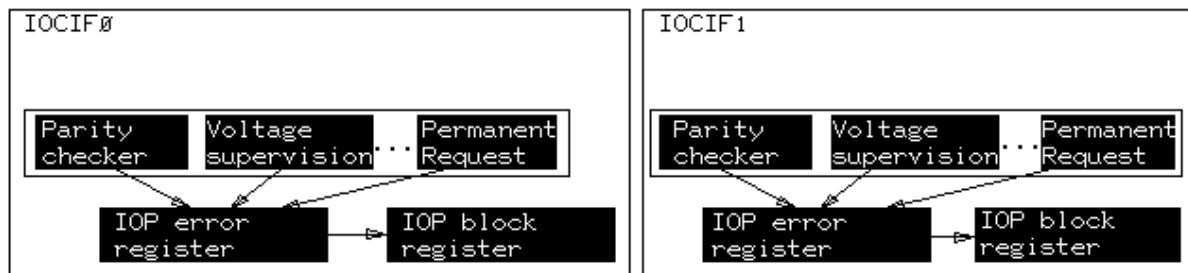 IOCIF0
Parity
checker
Voltage
supervision
...
Permanent
Request
IOP error
register
IOP block
register
IOCIF1
Parity
checker
Voltage
supervision
...
Permanent
Request
IOP error
register
IOP block
register